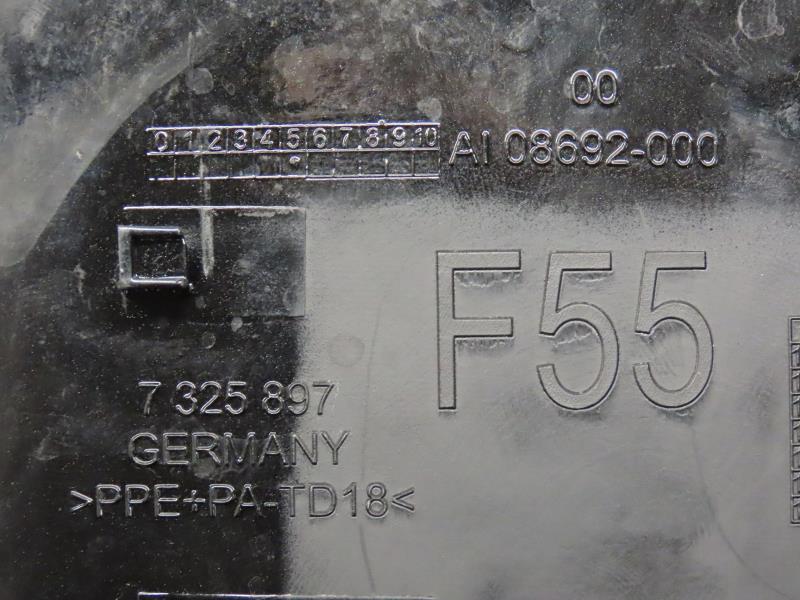 00
0 1 2 3 4 5 6 7 8 9 10
AI 08692-000
F55
7 325 897
GERMANY
>PPE+PA-TD18<